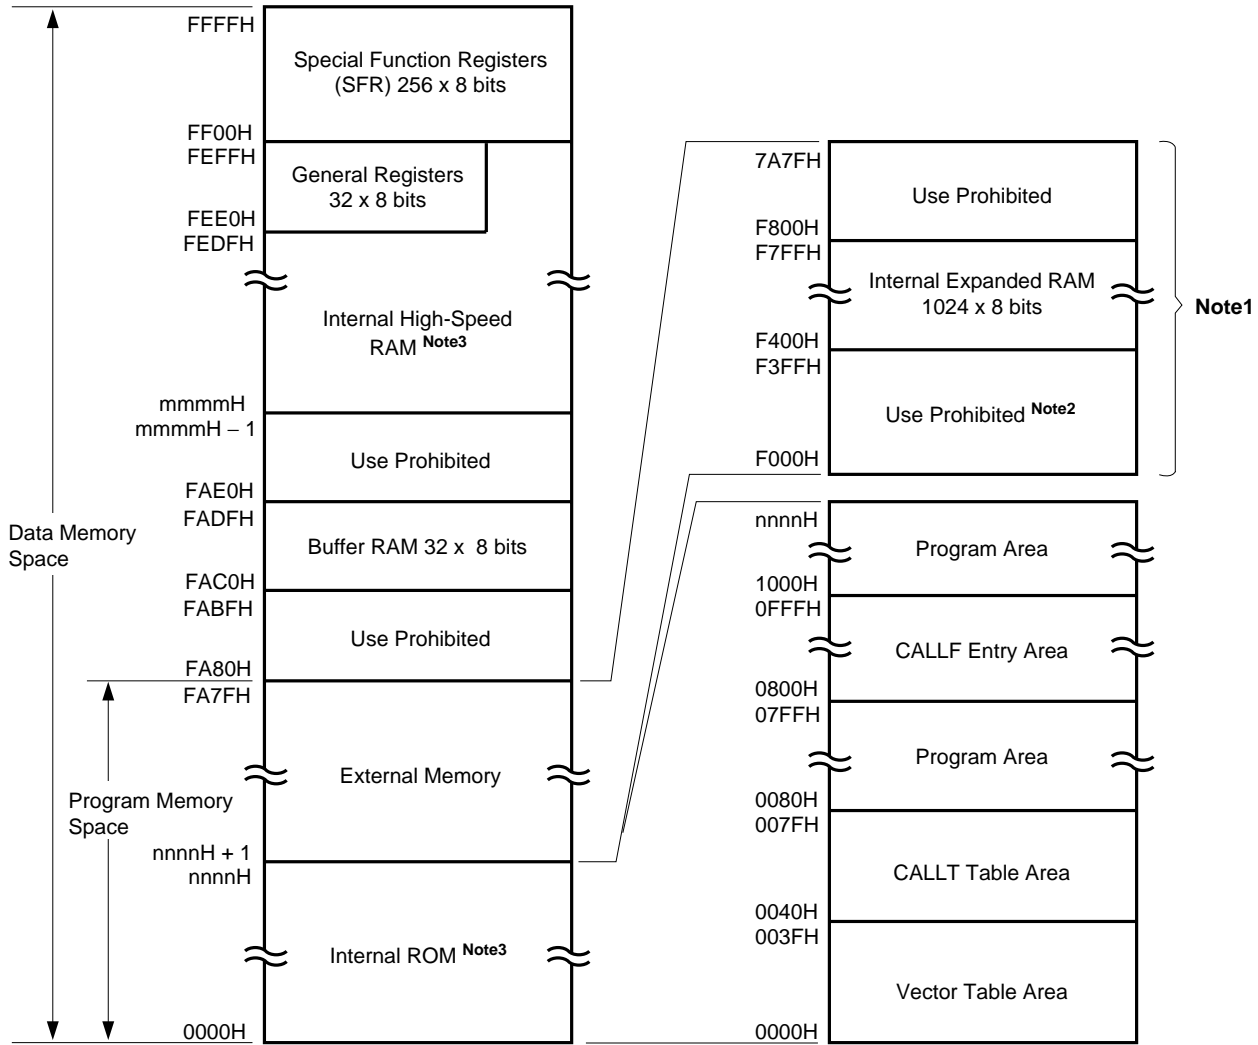 FFFFH
Special Function Registers
(SFR) 256 x 8 bits
FF00H
FEFFH
General Registers
32 x 8 bits
FEE0H
FEDFH
Internal High-Speed
RAM Note3
mmmmH
mmmmH – 1
Use Prohibited
FAE0H
FADFH
Buffer RAM 32 x 8 bits
FAC0H
FABFH
Use Prohibited
FA80H
FA7FH
External Memory
nnnnH + 1
nnnnH
Internal ROM Note3
0000H
Data Memory
Space
Program Memory
Space
7A7FH
Use Prohibited
F800H
F7FFH
Internal Expanded RAM
1024 x 8 bits
F400H
F3FFH
Use Prohibited Note2
F000H
Note1
nnnnH
Program Area
1000H
0FFFH
CALLF Entry Area
0800H
07FFH
Program Area
0080H
007FH
CALLT Table Area
0040H
003FH
Vector Table Area
0000H